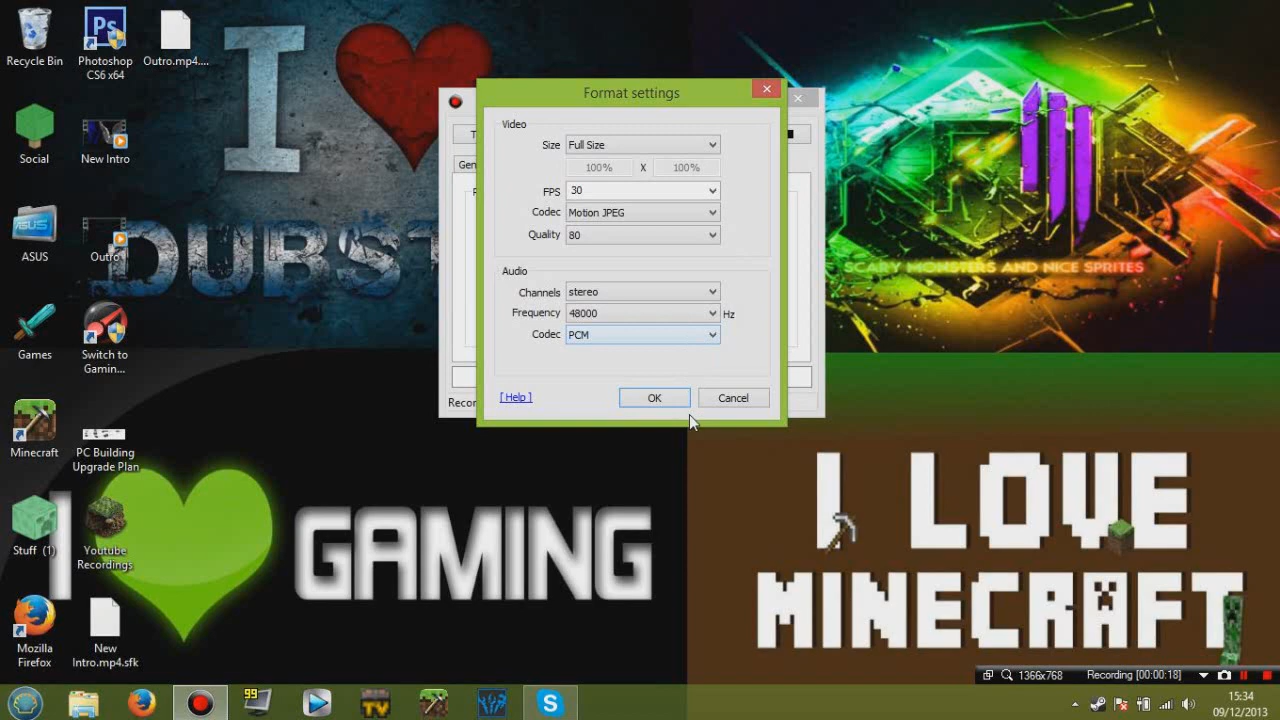 Recycle Bin
Photoshop
CS6 x64
Outro.mp4....
Social
New Intro
ASUS
Outro
Games
Switch to
Gamin...
Minecraft
PC Building
Upgrade Plan
Stuff (1)
Youtube
Recordings
Mozilla
Firefox
New
Intro.mp4.sfk
Ps
ASUS
I
DUBST
SCARY MONSTERS AND NICE SPRITES
Format settings
T
Gen
Video
Size
Full Size
100%
X
100%
FPS
30
Codec
Motion JPEG
Quality
80
Audio
Channels
stereo
Frequency
48000
Hz
Codec
PCM
[ Help ]
OK
Cancel
Recor
I
GAMING
I LOVE
MINECRAFT
1366x768
Recording [00:00:18]
99
TV
15:34
09/12/2013